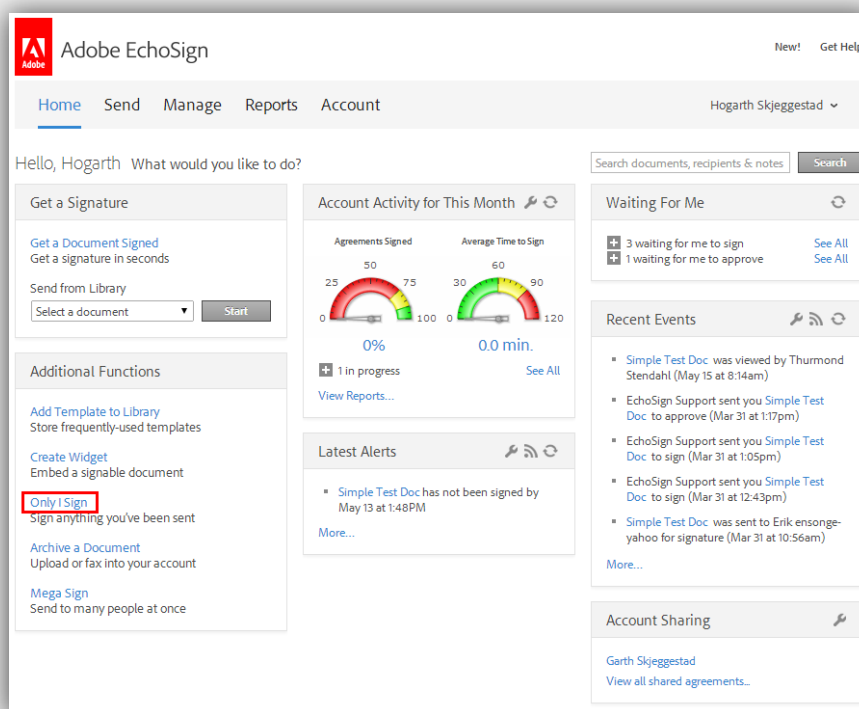 Adobe
Adobe EchoSign
New! Get Help
Home Send Manage Reports Account
Hogarth Skjeggestad
Hello, Hogarth What would you like to do?
Search documents, recipients & notes
Search
Get a Signature
Get a Document Signed
Get a signature in seconds
Send from Library
Select a document
Start
Additional Functions
Add Template to Library
Store frequently-used templates
Create Widget
Embed a signable document
Only I Sign
Sign anything you've been sent
Archive a Document
Upload or fax into your account
Mega Sign
Send to many people at once
Account Activity for This Month
Agreements Signed
Average Time to Sign
50
25 75
0 100
0%
60
30 90
0 120
0.0 min.
1 in progress
See All
View Reports...
Latest Alerts
Simple Test Doc has not been signed by
May 13 at 1:48PM
More...
Waiting For Me
3 waiting for me to sign See All
1 waiting for me to approve See All
Recent Events
Simple Test Doc was viewed by Thurmond
Stendahl (May 15 at 8:14am)
EchoSign Support sent you Simple Test
Doc to approve (Mar 31 at 1:17pm)
EchoSign Support sent you Simple Test
Doc to sign (Mar 31 at 1:05pm)
EchoSign Support sent you Simple Test
Doc to sign (Mar 31 at 12:43pm)
Simple Test Doc was sent to Erik ensonge-
yahoo for signature (Mar 31 at 10:56am)
More...
Account Sharing
Garth Skjeggestad
View all shared agreements...